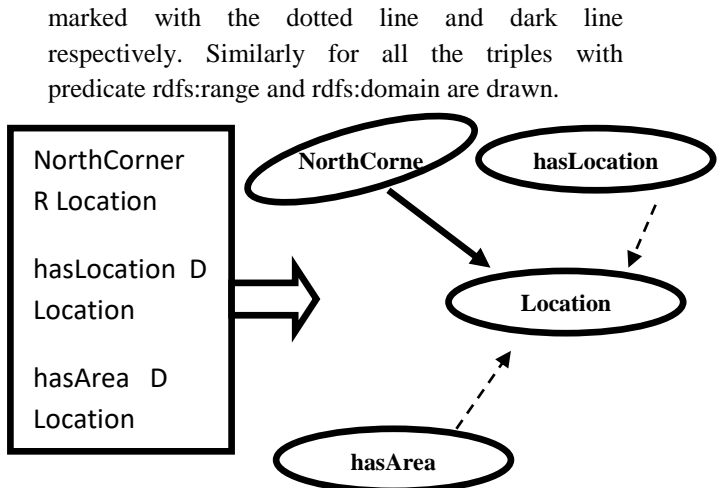 marked with the dotted line and dark line
respectively. Similarly for all the triples with
predicate rdfs:range and rdfs:domain are drawn.
NorthCorner
R Location
hasLocation D
Location
hasArea D
Location
NorthCorne
hasLocation
Location
hasArea